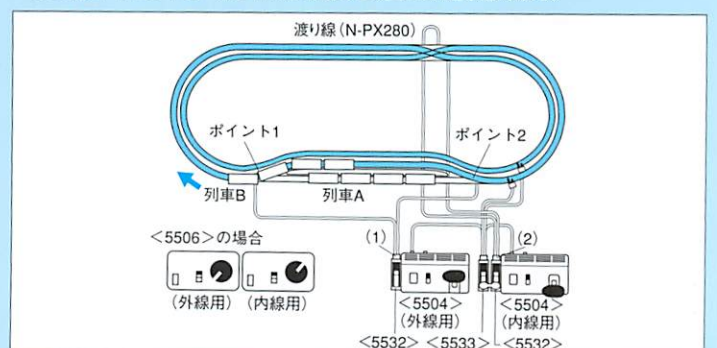 渡り線(N-PX280)
ポイント1
ポイント2
列車B
列車A
<5506>の場合
(1)
(2)
(外線用)
(内線用)
<5504>
(外線用)
<5504>
(内線用)
<5532>
<5533>
<5532>